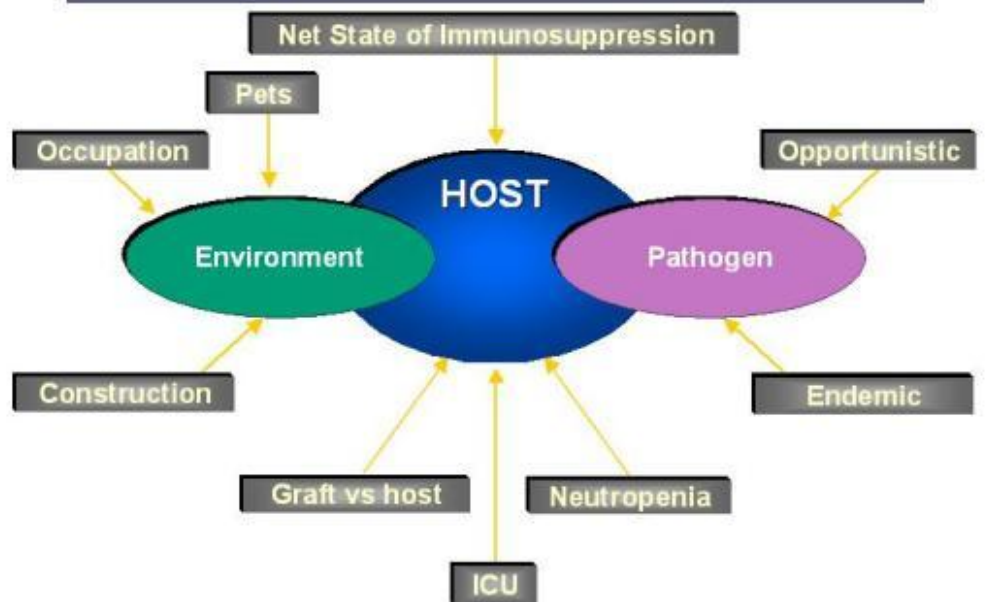 Net State of Immunosuppression
Pets
Occupation
Opportunistic
HOST
Environment
Pathogen
Construction
Endemic
Graft vs host
Neutropenia
ICU